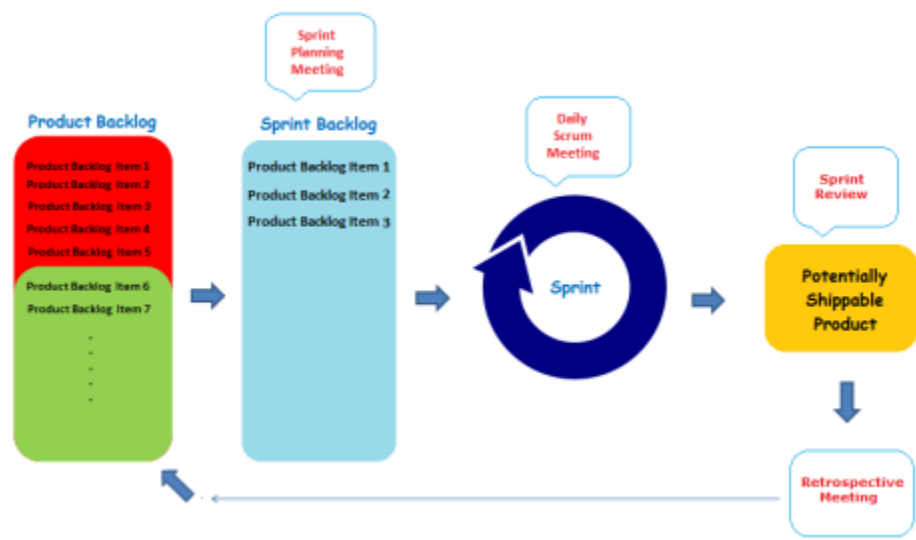 Sprint
Planning
Meeting
Product Backlog
Product Backlog Item 1
Product Backlog Item 2
Product Backlog Item 3
Product Backlog Item 4
Product Backlog Item 5
Product Backlog Item 6
Product Backlog Item 7
.
.
.
.
.
Sprint Backlog
Product Backlog Item 1
Product Backlog Item 2
Product Backlog Item 3
Daily
Scrum
Meeting
Sprint
Sprint
Review
Potentially
Shippable
Product
Retrospective
Meeting